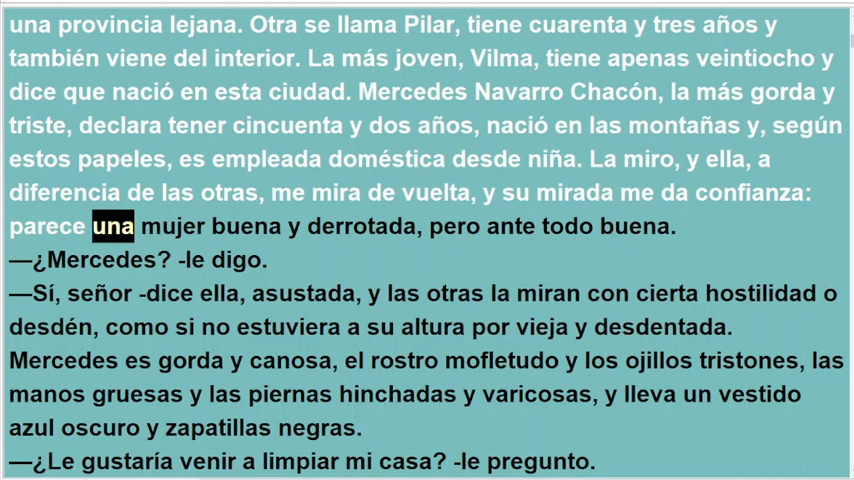 una provincia lejana. Otra se llama Pilar, tiene cuarenta y tres años y
también viene del interior. La más joven, Vilma, tiene apenas veintiocho y
dice que nació en esta ciudad. Mercedes Navarro Chacón, la más gorda y
triste, declara tener cincuenta y dos años, nació en las montañas y, según
estos papeles, es empleada doméstica desde niña. La miro, y ella, a
diferencia de las otras, me mira de vuelta, y su mirada me da confianza:
parece una mujer buena y derrotada, pero ante todo buena.
—¿Mercedes? -le digo.
—Sí, señor -dice ella, asustada, y las otras la miran con cierta hostilidad o
desdén, como si no estuviera a su altura por vieja y desdentada.
Mercedes es gorda y canosa, el rostro mofletudo y los ojillos tristones, las
manos gruesas y las piernas hinchadas y varicosas, y lleva un vestido
azul oscuro y zapatillas negras.
—¿Le gustaría venir a limpiar mi casa? -le pregunto.